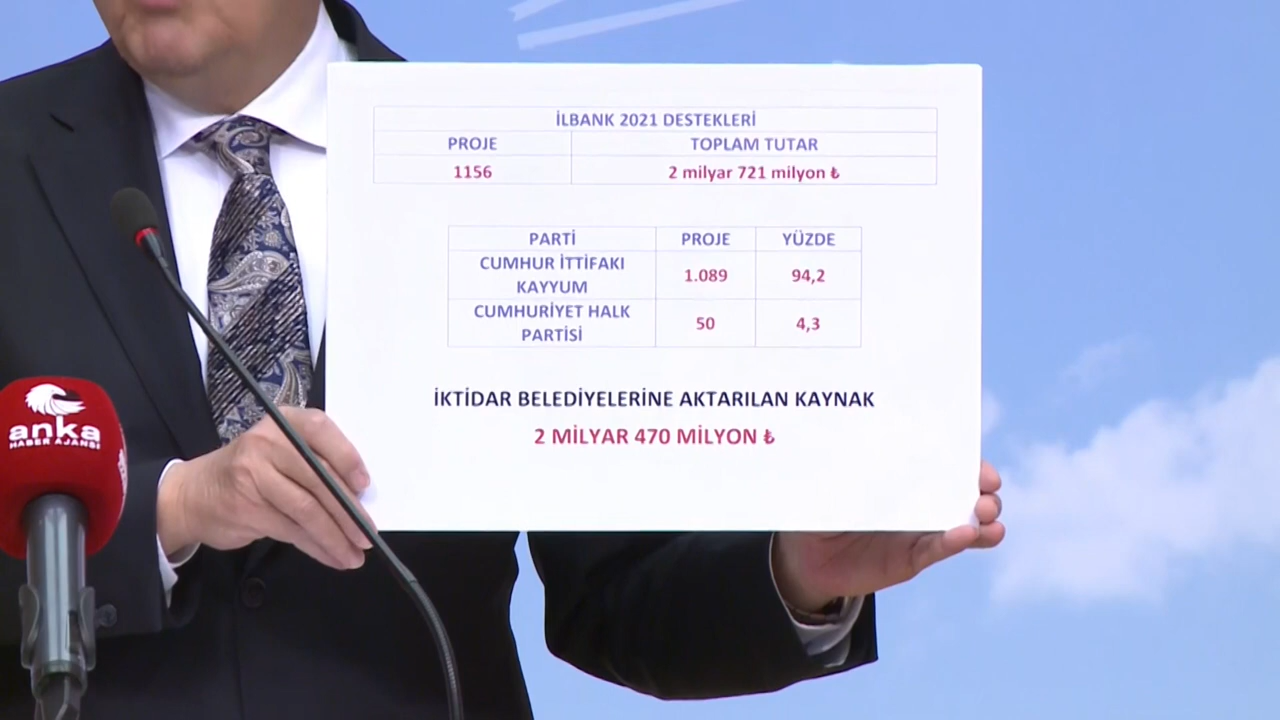 İLBANK 2021 DESTEKLERİ
PROJE TOPLAM TUTAR
1156 2 milyar 721 milyon ₺
PARTİ PROJE YÜZDE
CUMHUR İTTİFAKI
KAYYUM 1.089 94,2
CUMHURİYET HALK
PARTİSİ 50 4,3
İKTİDAR BELEDİYELERİNE AKTARILAN KAYNAK
2 MİLYAR 470 MİLYON ₺
anka
HABER AJANSI